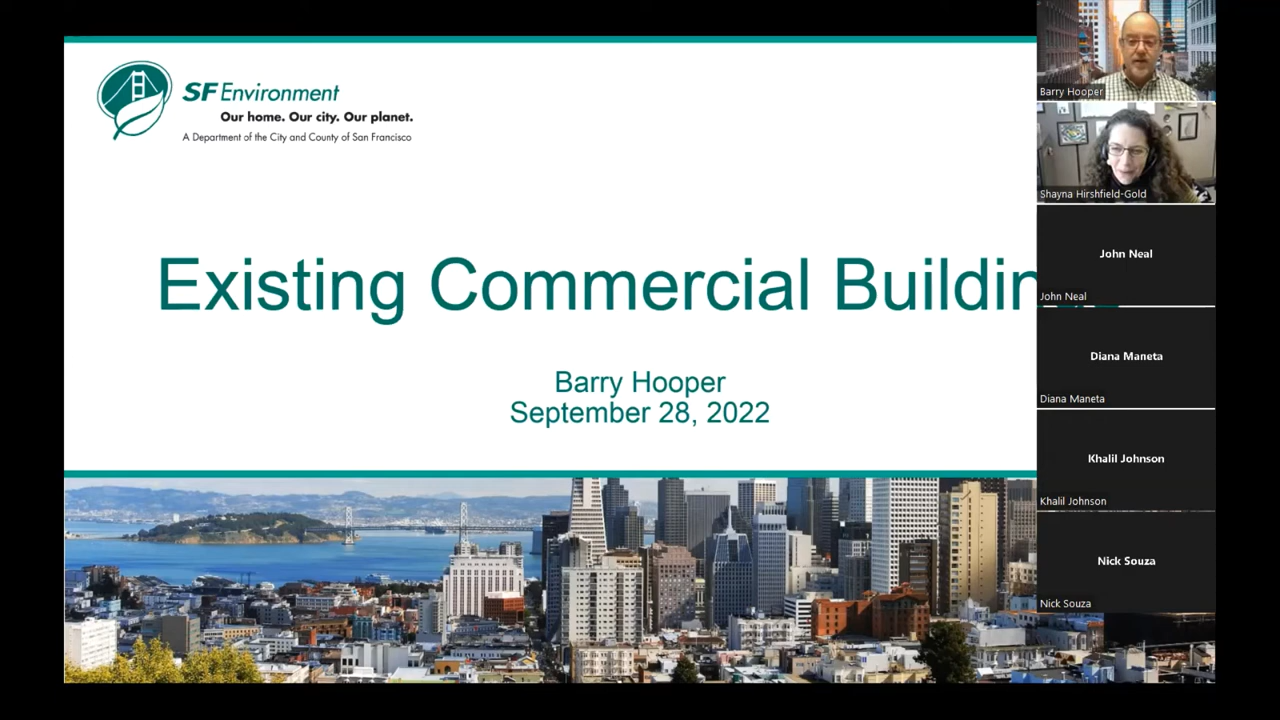 SF Environment
Our home. Our city. Our planet.
A Department of the City and County of San Francisco
Existing Commercial Buildin
Barry Hooper
September 28, 2022
Barry Hooper
Shayna Hirshfield-Gold
John Neal
John Neal
Diana Maneta
Diana Maneta
Khalil Johnson
Khalil Johnson
Nick Souza
Nick Souza